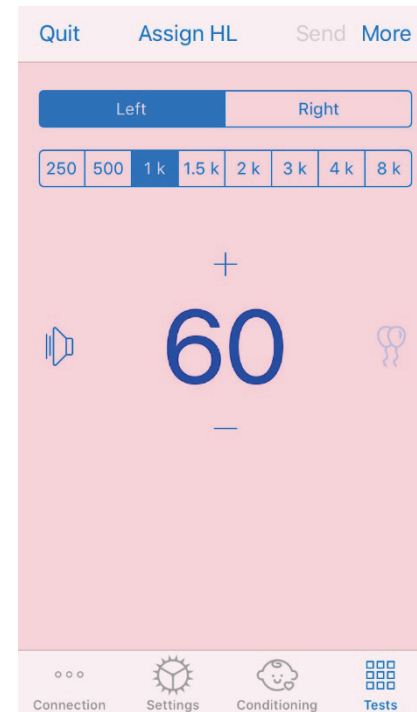 Quit Assign HL Send More
Left Right
250 500 1 k 1.5 k 2 k 3 k 4 k 8 k
+
60
—
Connection Settings Conditioning Tests